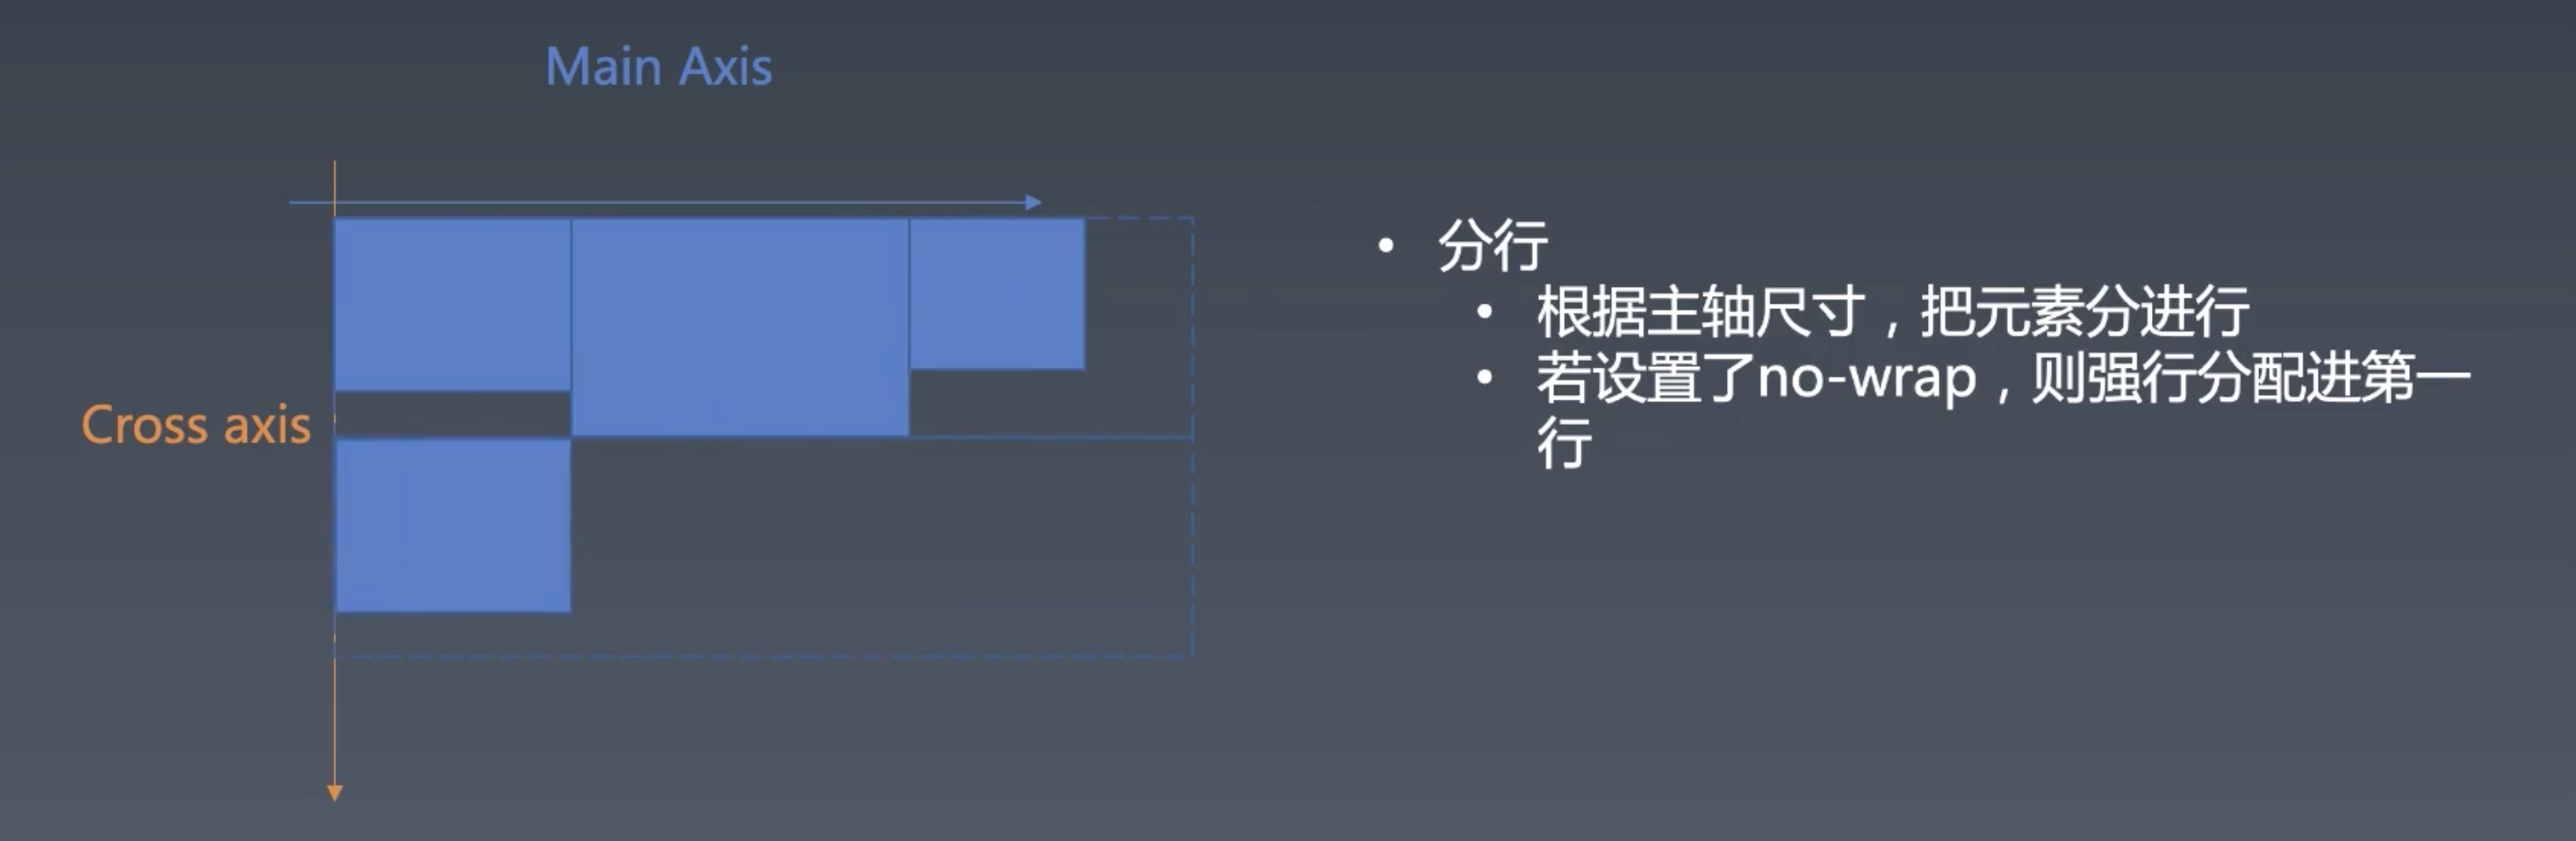 Main Axis
Cross axis
• 分行
• 根据主轴尺寸，把元素分进行
• 若设置了no-wrap，则强行分配进第一
行